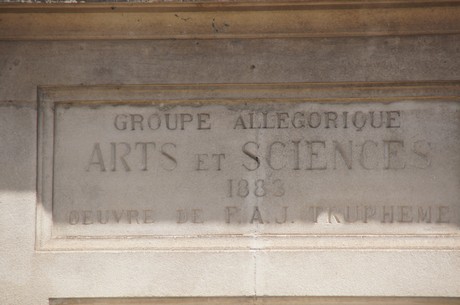 GROUPE ALLEGORIQUE
ARTS ET SCIENCES
1883
OEUVRE DE F.A.J. TRUPHEME